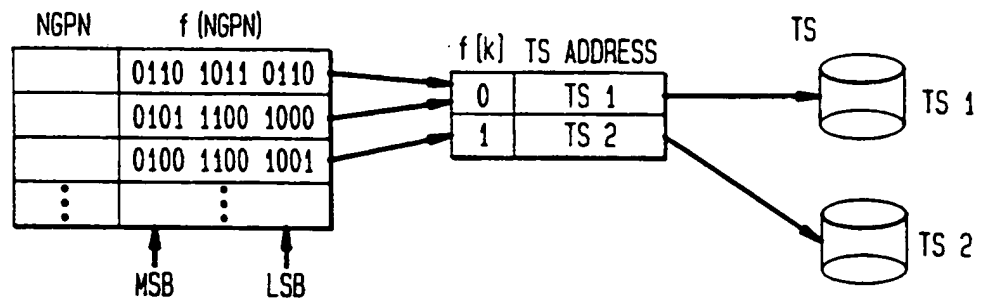 NGPN f (NGPN)
0110 1011 0110
0101 1100 1000
0100 1100 1001
MSB LSB
f (k) TS ADDRESS
0 TS 1
1 TS 2
TS
TS 1
TS 2